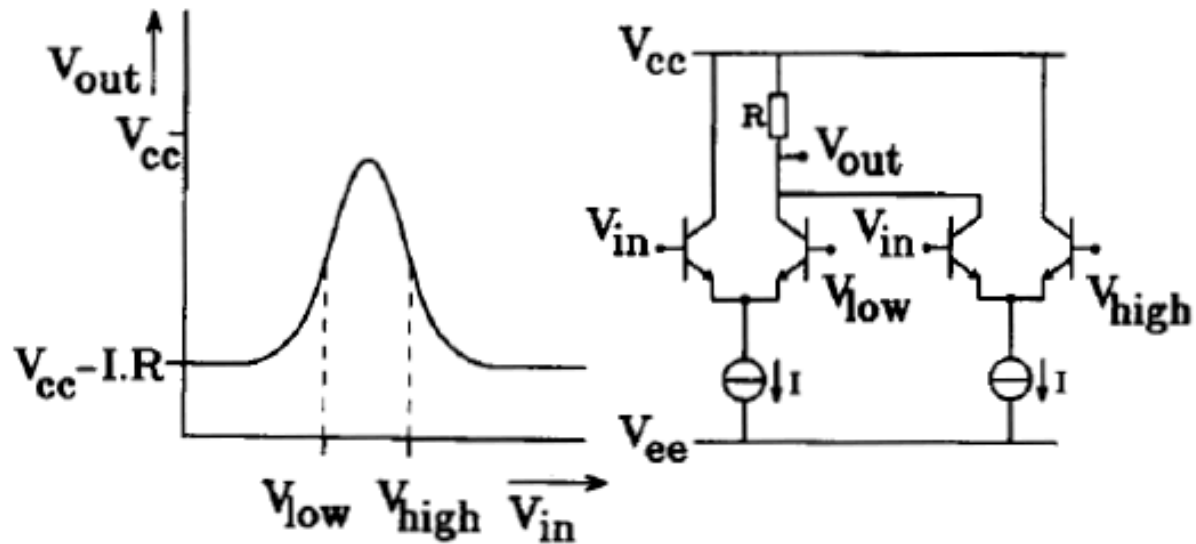 Vout
Vcc
Vcc-I.R
Vlow
Vhigh
Vin
Vcc
R
Vout
Vin
Vlow
Vin
Vhigh
I
I
Vee